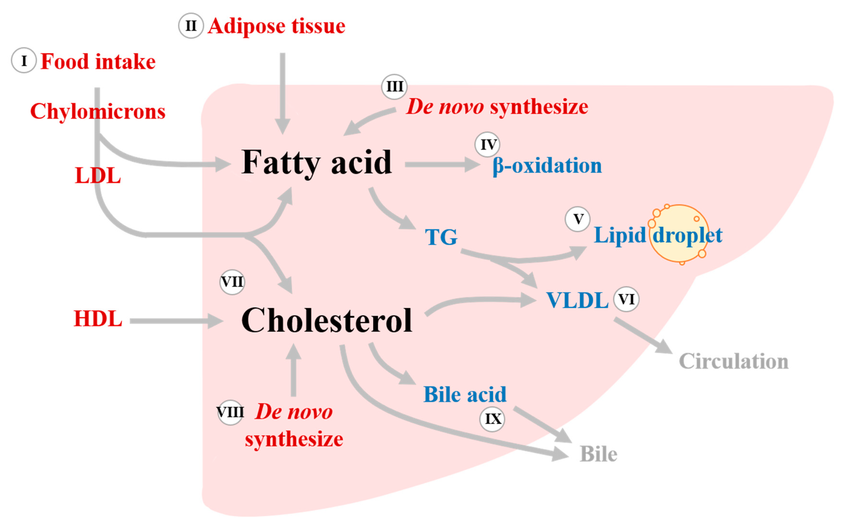 II Adipose tissue
I Food intake
III
Chylomicrons
De novo synthesize
IV
Fatty acid
β-oxidation
LDL
V
TG
Lipid droplet
VII
VLDL VI
HDL
Cholesterol
Circulation
Bile acid
VIII De novo
synthesize
IX
Bile